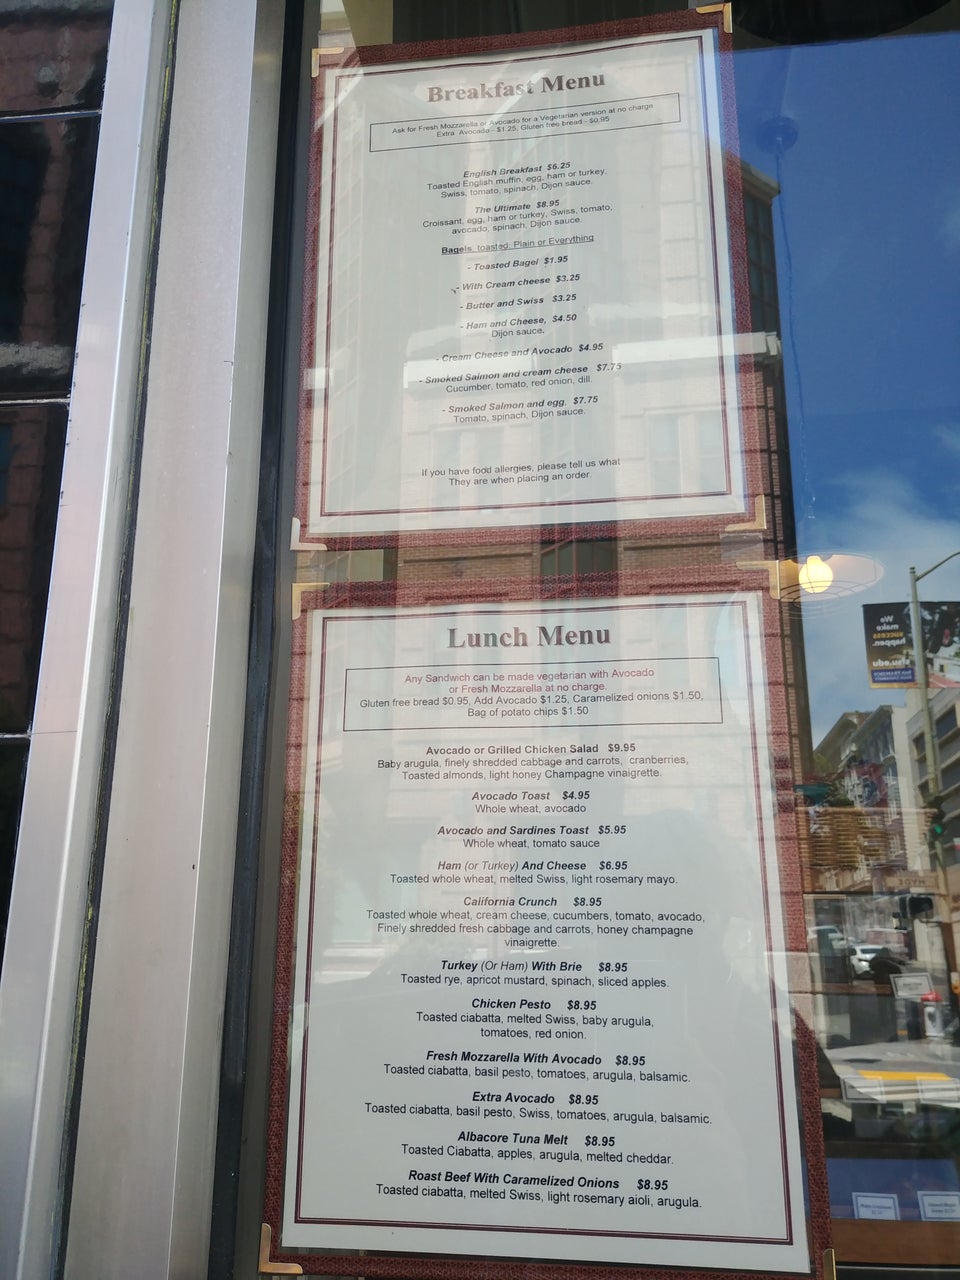 Breakfast Menu
Ask for Fresh Mozzarella or Avocado for a Vegetarian version at no charge
Extra Avocado - $1.25, Gluten free bread - $0.95
English Breakfast $6.25
Toasted English muffin, egg, ham or turkey,
Swiss, tomato, spinach, Dijon sauce.
The Ultimate $8.95
Croissant, egg, ham or turkey, Swiss, tomato,
avocado, spinach, Dijon sauce.
Bagels, toasted: Plain or Everything
- Toasted Bagel $1.95
- With Cream cheese $3.25
- Butter and Swiss $3.25
- Ham and Cheese, $4.50
Dijon sauce.
- Cream Cheese and Avocado $4.95
- Smoked Salmon and cream cheese $7.75
Cucumber, tomato, red onion, dill.
- Smoked Salmon and egg, $7.75
Tomato, spinach, Dijon sauce.
If you have food allergies, please tell us what
They are when placing an order.
Lunch Menu
Any Sandwich can be made vegetarian with Avocado
or Fresh Mozzarella at no charge.
Gluten free bread $0.95, Add Avocado $1.25, Caramelized onions $1.50,
Bag of potato chips $1.50
Avocado or Grilled Chicken Salad $9.95
Baby arugula, finely shredded cabbage and carrots, cranberries,
Toasted almonds, light honey Champagne vinaigrette.
Avocado Toast $4.95
Whole wheat, avocado
Avocado and Sardines Toast $5.95
Whole wheat, tomato sauce
Ham (or Turkey) And Cheese $6.95
Toasted whole wheat, melted Swiss, light rosemary mayo.
California Crunch $8.95
Toasted whole wheat, cream cheese, cucumbers, tomato, avocado,
Finely shredded fresh cabbage and carrots, honey champagne
vinaigrette.
Turkey (Or Ham) With Brie $8.95
Toasted rye, apricot mustard, spinach, sliced apples.
Chicken Pesto $8.95
Toasted ciabatta, melted Swiss, baby arugula,
tomatoes, red onion.
Fresh Mozzarella With Avocado $8.95
Toasted ciabatta, basil pesto, tomatoes, arugula, balsamic.
Extra Avocado $8.95
Toasted ciabatta, basil pesto, Swiss, tomatoes, arugula, balsamic.
Albacore Tuna Melt $8.95
Toasted Ciabatta, apples, arugula, melted cheddar.
Roast Beef With Caramelized Onions $8.95
Toasted ciabatta, melted Swiss, light rosemary aioli, arugula.
We
make
success
happen.
sfsu.edu